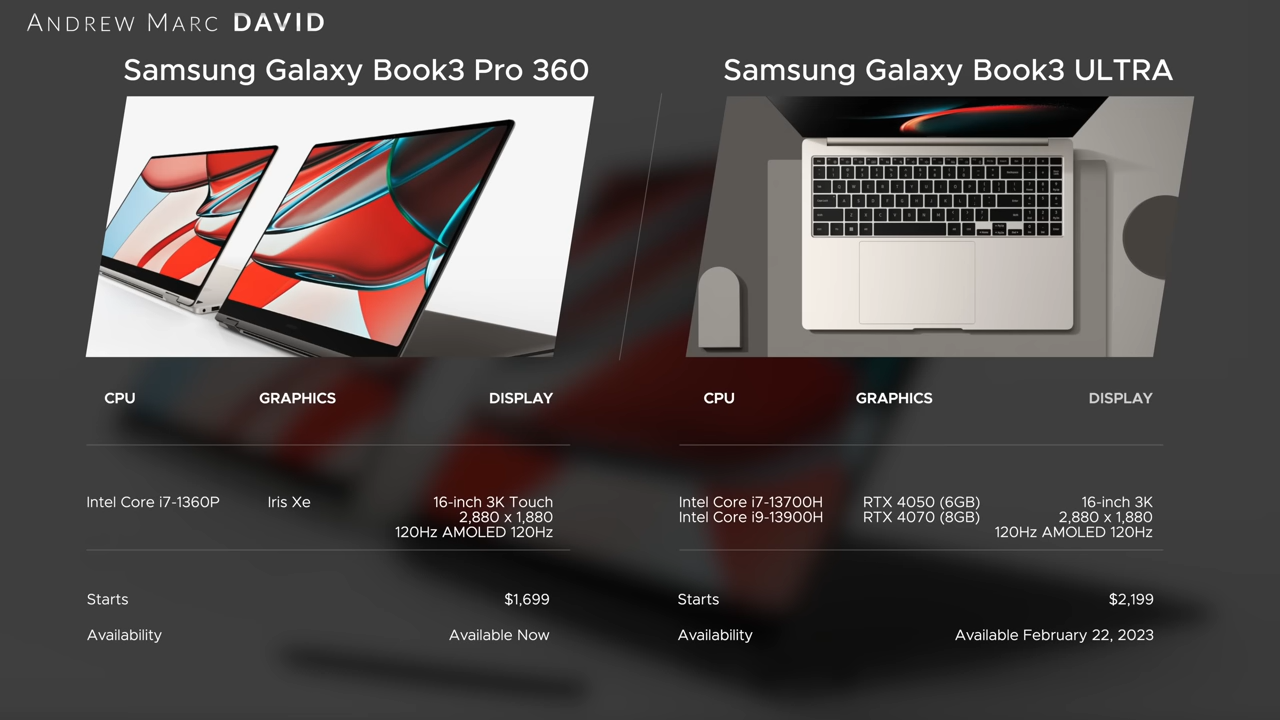 ANDREW MARC DAVID
Samsung Galaxy Book3 Pro 360
CPU GRAPHICS DISPLAY
Intel Core i7-1360P Iris Xe 16-inch 3K Touch
2,880 x 1,880
120Hz AMOLED 120Hz
Starts $1,699
Availability Available Now
Samsung Galaxy Book3 ULTRA
CPU GRAPHICS DISPLAY
Intel Core i7-13700H RTX 4050 (6GB) 16-inch 3K
Intel Core i9-13900H RTX 4070 (8GB) 2,880 x 1,880
120Hz AMOLED 120Hz
Starts $2,199
Availability Available February 22, 2023